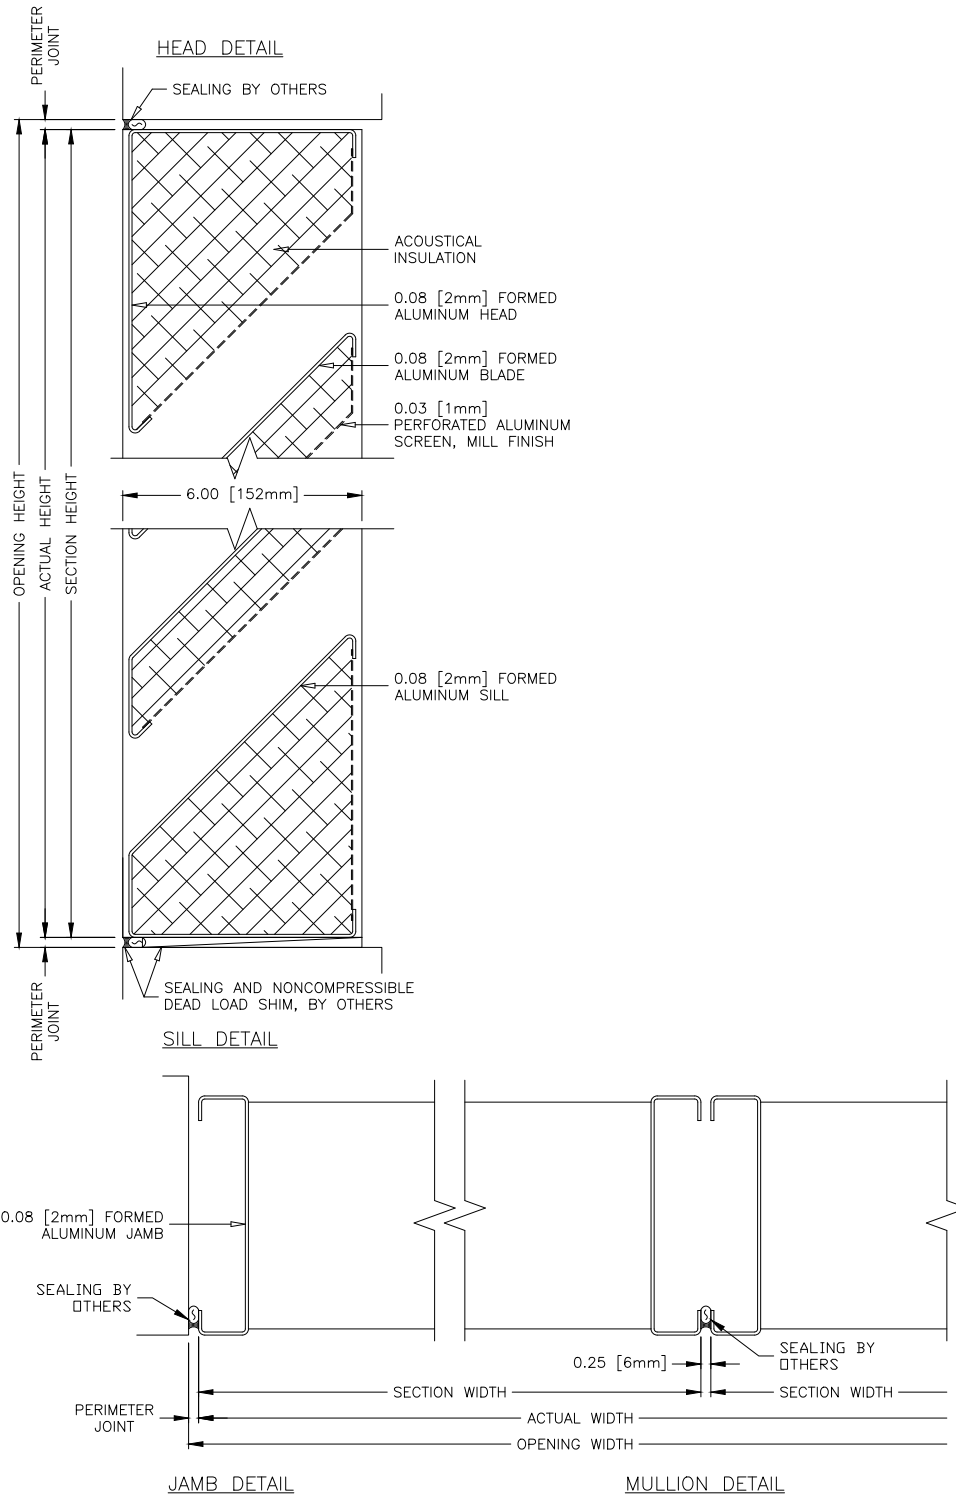 PERIMETER
JOINT
HEAD DETAIL
SEALING BY OTHERS
ACOUSTICAL
INSULATION
0.08 [2mm] FORMED
ALUMINUM HEAD
0.08 [2mm] FORMED
ALUMINUM BLADE
0.03 [1mm]
PERFORATED ALUMINUM
SCREEN, MILL FINISH
6.00 [152mm]
OPENING HEIGHT
ACTUAL HEIGHT
SECTION HEIGHT
0.08 [2mm] FORMED
ALUMINUM SILL
SEALING AND NONCOMPRESSIBLE
DEAD LOAD SHIM, BY OTHERS
PERIMETER
JOINT
SILL DETAIL
0.08 [2mm] FORMED
ALUMINUM JAMB
SEALING BY
OTHERS
SEALING BY
OTHERS
0.25 [6mm]
SECTION WIDTH
SECTION WIDTH
PERIMETER
JOINT
ACTUAL WIDTH
OPENING WIDTH
JAMB DETAIL
MULLION DETAIL